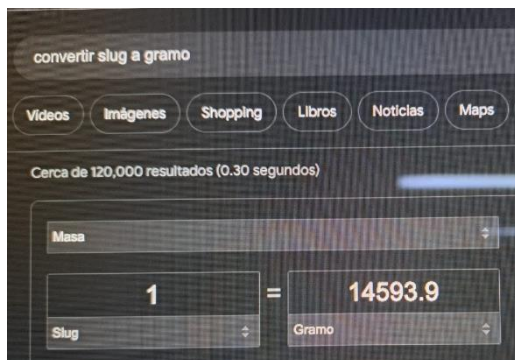 convertir slug a gramo
Videos Imágenes Shopping Libros Noticias Maps
Cerca de 120,000 resultados (0.30 segundos)
Masa
1 = 14593.9
Slug Gramo